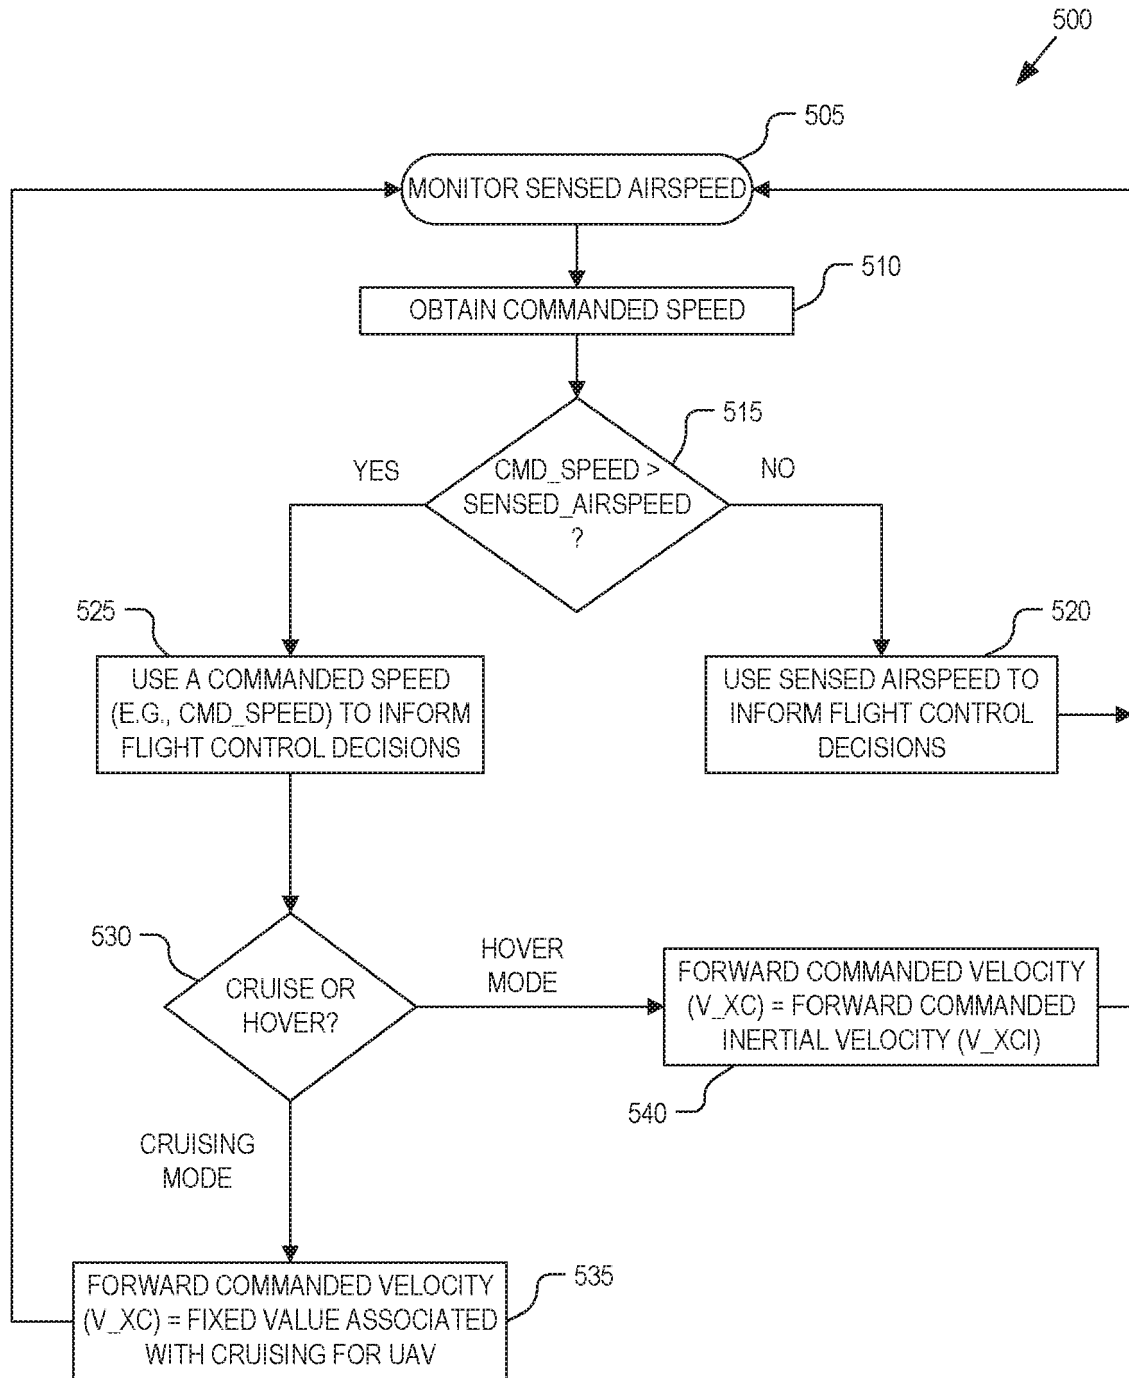 500
505
MONITOR SENSED AIRSPEED
510
OBTAIN COMMANDED SPEED
515
YES
CMD_SPEED >
SENSED_AIRSPEED
?
NO
525
USE A COMMANDED SPEED
(E.G., CMD_SPEED) TO INFORM
FLIGHT CONTROL DECISIONS
520
USE SENSED AIRSPEED TO
INFORM FLIGHT CONTROL
DECISIONS
530
CRUISE OR
HOVER?
HOVER
MODE
FORWARD COMMANDED VELOCITY
(V_XC) = FORWARD COMMANDED
INERTIAL VELOCITY (V_XCI)
540
CRUISING
MODE
535
FORWARD COMMANDED VELOCITY
(V_XC) = FIXED VALUE ASSOCIATED
WITH CRUISING FOR UAV